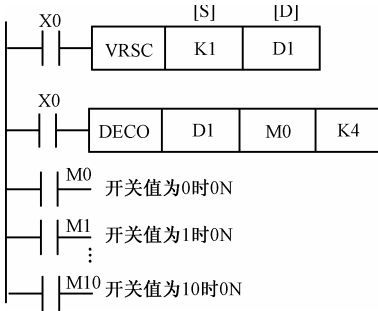 [S] [D]
X0
VRSC K1 D1
X0
DECO D1 M0 K4
M0 开关值为0时0N
M1 开关值为1时0N
M10 开关值为10时0N